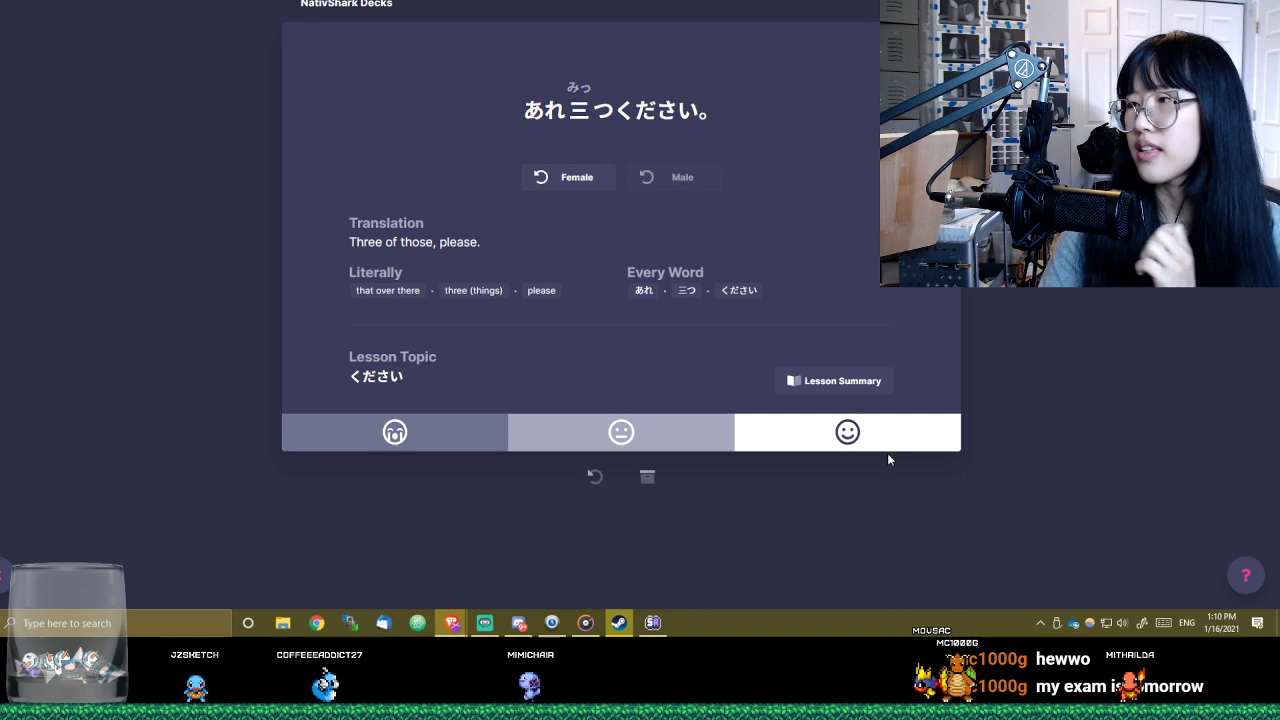 NativShark Decks
みっ
あれ三つください。
Female
Male
Translation
Three of those, please.
Literally
Every Word
that over there · three (things) · please
あれ · 三つ · ください
Lesson Topic
ください
Lesson Summary
?
Type here to search
ENG
1:10 PM
1/16/2021
MOVSAC
MC1000G
JZSKETCH
COFFEEEADDICT27
MIMICHAIR
MITHRILDA
c1000g hewwo
c1000g my exam is morrow